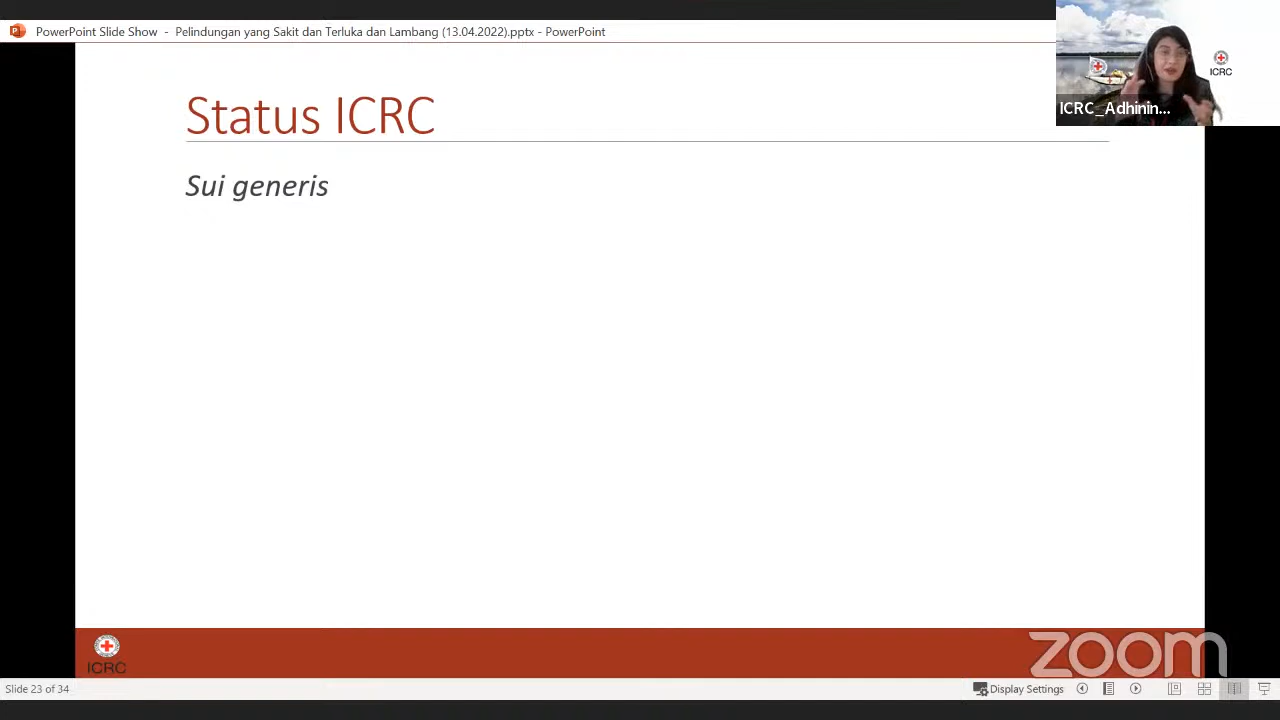 PowerPoint Slide Show - Pelindungan yang Sakit dan Terluka dan Lambang (13.04.2022).pptx - PowerPoint
ICRC
ICRC_Adhinin...
Status ICRC
Sui generis
ICRC
zoom
Slide 23 of 34
Display Settings